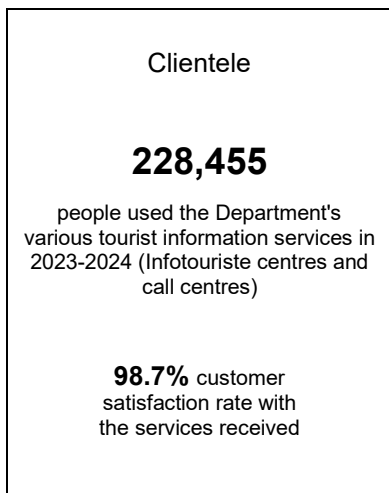 Clientele
228,455
people used the Department's
various tourist information services in
2023-2024 (Infotouriste centres and
call centres)
98.7% customer
satisfaction rate with
the services received